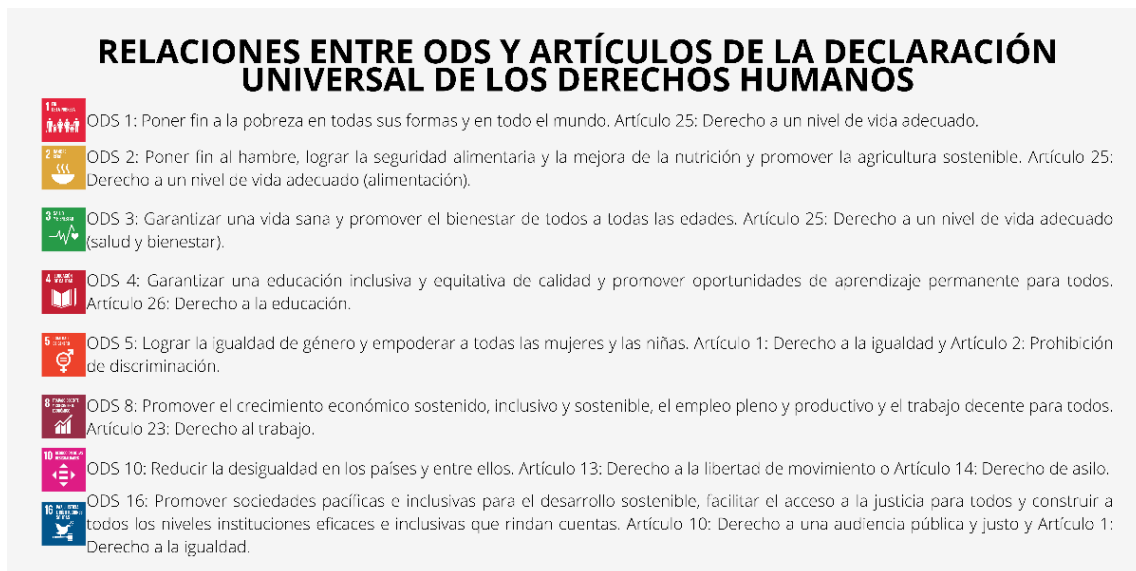 RELACIONES ENTRE ODS Y ARTÍCULOS DE LA DECLARACIÓN
UNIVERSAL DE LOS DERECHOS HUMANOS
1
ODS 1: Poner fin a la pobreza en todas sus formas y en todo el mundo. Artículo 25: Derecho a un nivel de vida adecuado.
2
ODS 2: Poner fin al hambre, lograr la seguridad alimentaria y la mejora de la nutrición y promover la agricultura sostenible. Artículo 25:
Derecho a un nivel de vida adecuado (alimentación).
3
ODS 3: Garantizar una vida sana y promover el bienestar de todos a todas las edades. Artículo 25: Derecho a un nivel de vida adecuado
(salud y bienestar).
4
ODS 4: Garantizar una educación inclusiva y equitativa de calidad y promover oportunidades de aprendizaje permanente para todos.
Artículo 26: Derecho a la educación.
5
ODS 5: Lograr la igualdad de género y empoderar a todas las mujeres y las niñas. Artículo 1: Derecho a la igualdad y Artículo 2: Prohibición
de discriminación.
8
ODS 8: Promover el crecimiento económico sostenido, inclusivo y sostenible, el empleo pleno y productivo y el trabajo decente para todos.
Artículo 23: Derecho al trabajo.
10
ODS 10: Reducir la desigualdad en los países y entre ellos. Artículo 13: Derecho a la libertad de movimiento o Artículo 14: Derecho de asilo.
16
ODS 16: Promover sociedades pacíficas e inclusivas para el desarrollo sostenible, facilitar el acceso a la justicia para todos y construir a
todos los niveles instituciones eficaces e inclusivas que rindan cuentas. Artículo 10: Derecho a una audiencia pública y justo y Artículo 1:
Derecho a la igualdad.